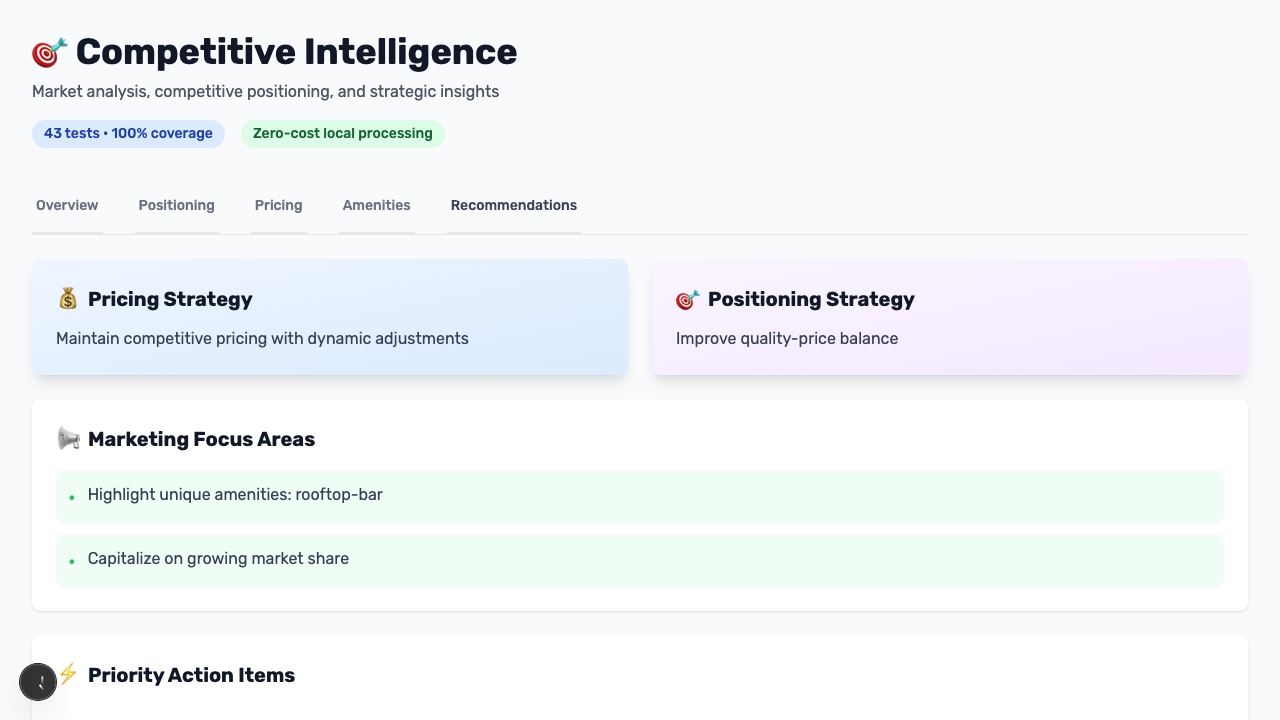 🎯 Competitive Intelligence
Market analysis, competitive positioning, and strategic insights
43 tests • 100% coverage
Zero-cost local processing
Overview
Positioning
Pricing
Amenities
Recommendations
💰 Pricing Strategy
Maintain competitive pricing with dynamic adjustments
🎯 Positioning Strategy
Improve quality-price balance
📢 Marketing Focus Areas
• Highlight unique amenities: rooftop-bar
• Capitalize on growing market share
⚡ Priority Action Items